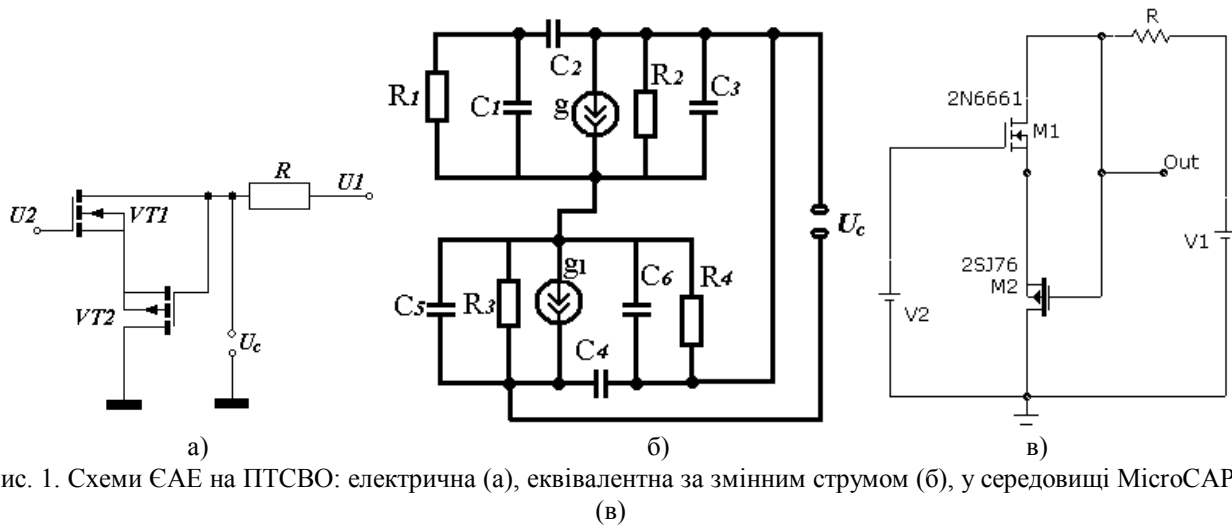 R
U1
U2
VT1
VT2
Uc
а)
C2
R1
C1
g
R2
C3
Uc
C5
R3
g1
C6
R4
C4
б)
R
2N6661
M1
Out
2SJ76
M2
V1
V2
в)
ис. 1. Схеми ЄАЕ на ПТСВО: електрична (а), еквівалентна за змінним струмом (б), у середовищі MicroCAP
(в)